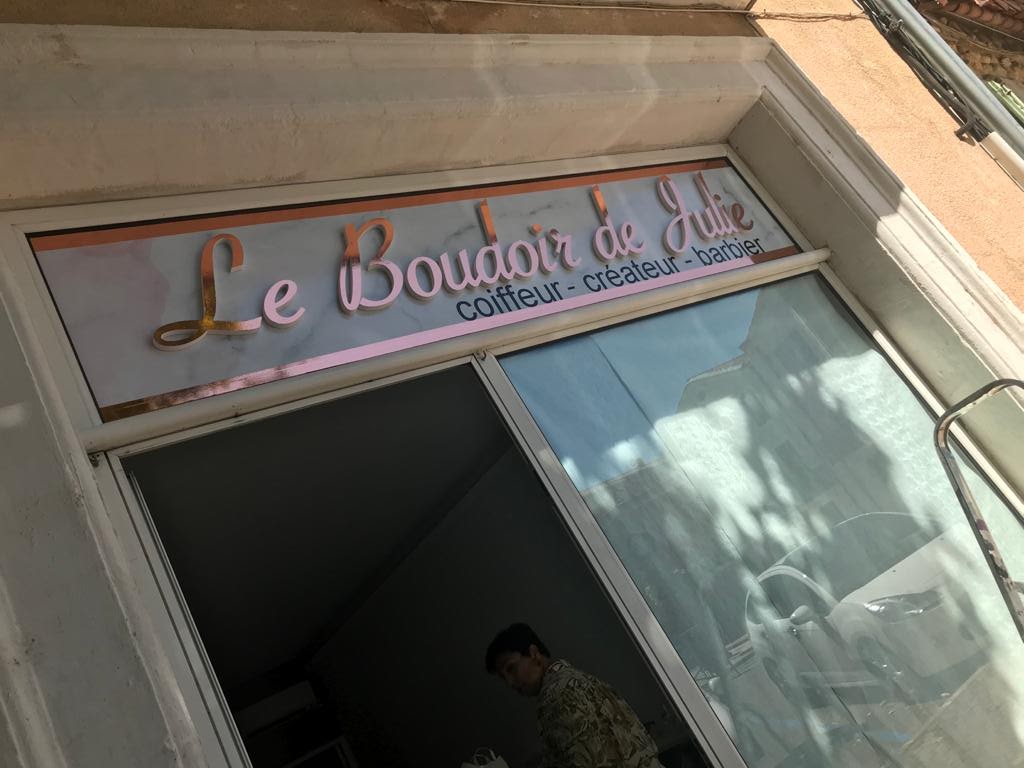 Le Boudoir de Julie
coiffeur - créateur - barbier